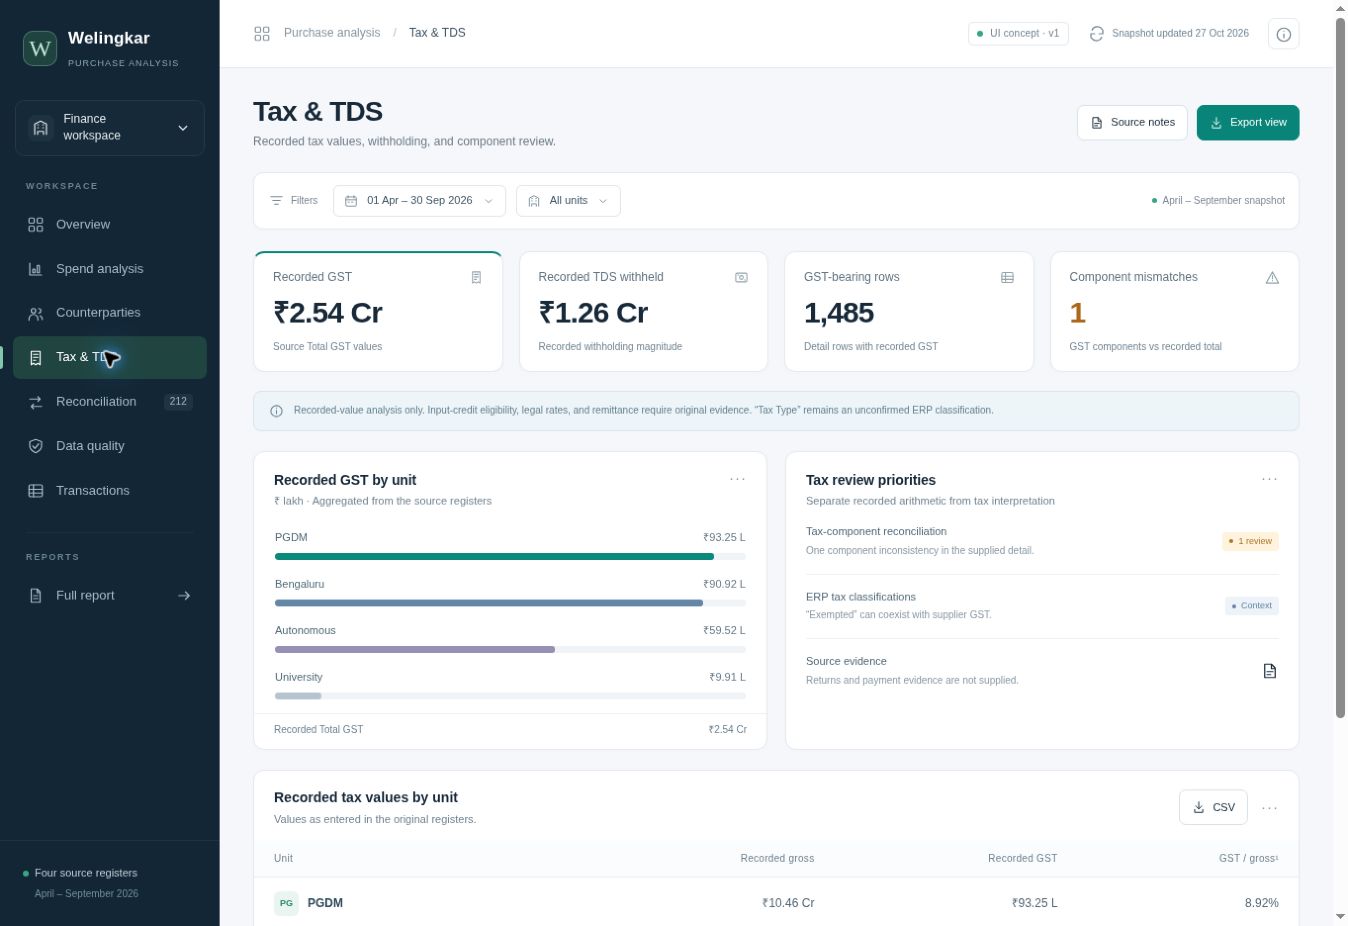 W
Welingkar
PURCHASE ANALYSIS
Finance
workspace
WORKSPACE
Overview
Spend analysis
Counterparties
Tax &
Reconciliation 212
Data quality
Transactions
REPORTS
Full report
Four source registers
April – September 2026
Purchase analysis / Tax & TDS
UI concept · v1
Snapshot updated 27 Oct 2026
Tax & TDS
Recorded tax values, withholding, and component review.
Source notes
Export view
Filters
01 Apr – 30 Sep 2026
All units
April – September snapshot
Recorded GST
₹2.54 Cr
Source Total GST values
Recorded TDS withheld
₹1.26 Cr
Recorded withholding magnitude
GST-bearing rows
1,485
Detail rows with recorded GST
Component mismatches
1
GST components vs recorded total
Recorded-value analysis only. Input-credit eligibility, legal rates, and remittance require original evidence. “Tax Type” remains an unconfirmed ERP classification.
Recorded GST by unit
₹ lakh · Aggregated from the source registers
PGDM ₹93.25 L
Bengaluru ₹90.92 L
Autonomous ₹59.52 L
University ₹9.91 L
Recorded Total GST ₹2.54 Cr
Tax review priorities
Separate recorded arithmetic from tax interpretation
Tax-component reconciliation
One component inconsistency in the supplied detail.
1 review
ERP tax classifications
“Exempted” can coexist with supplier GST.
Context
Source evidence
Returns and payment evidence are not supplied.
Recorded tax values by unit
Values as entered in the original registers.
CSV
Unit Recorded gross Recorded GST GST / gross¹
PG PGDM ₹10.46 Cr ₹93.25 L 8.92%